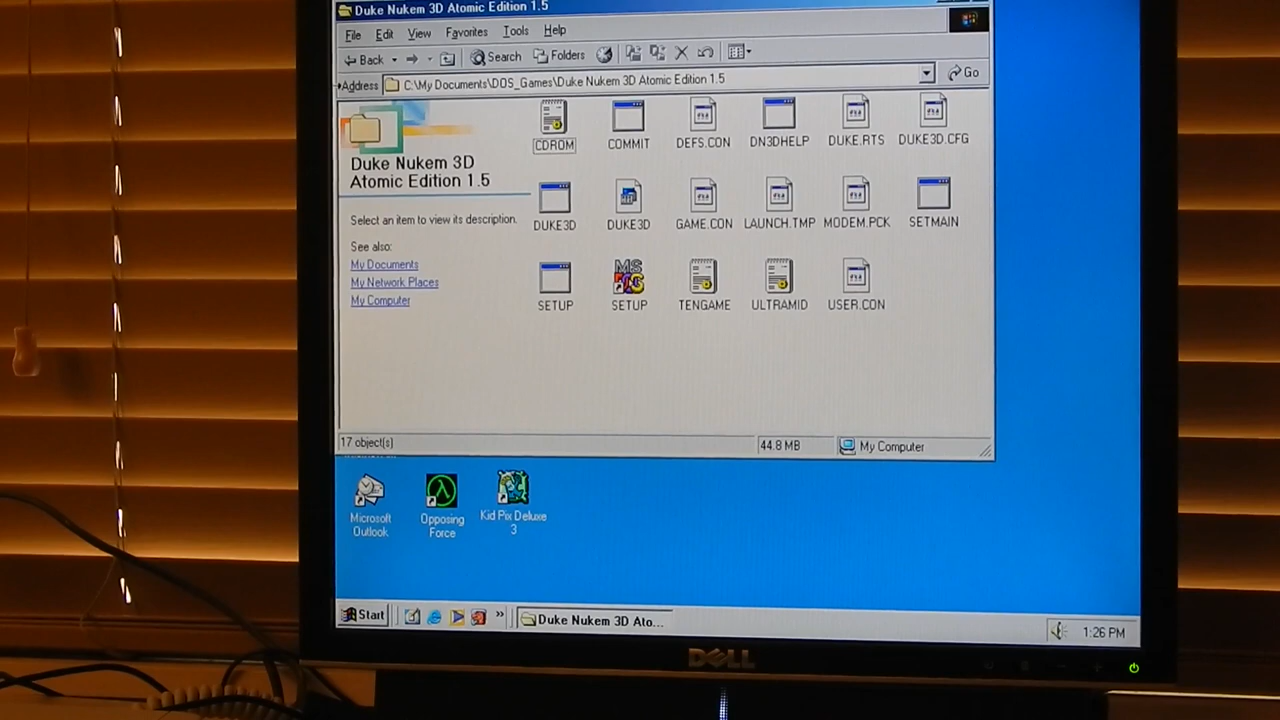 Duke Nukem 3D Atomic Edition 1.5
File Edit View Favorites Tools Help
Back Search Folders
Address C:\My Documents\DOS_Games\Duke Nukem 3D Atomic Edition 1.5 Go
Duke Nukem 3D
Atomic Edition 1.5
Select an item to view its description.
See also:
My Documents
My Network Places
My Computer
CDROM COMMIT DEFS.CON DN3DHELP DUKE.RTS DUKE3D.CFG
DUKE3D DUKE3D GAME.CON LAUNCH.TMP MODEM.PCK SETMAIN
MS
SETUP SETUP TENGAME ULTRAMID USER.CON
17 object(s) 44.8 MB My Computer
Microsoft Outlook
Opposing Force
Kid Pix Deluxe 3
Start Duke Nukem 3D Ato... 1:26 PM
DELL